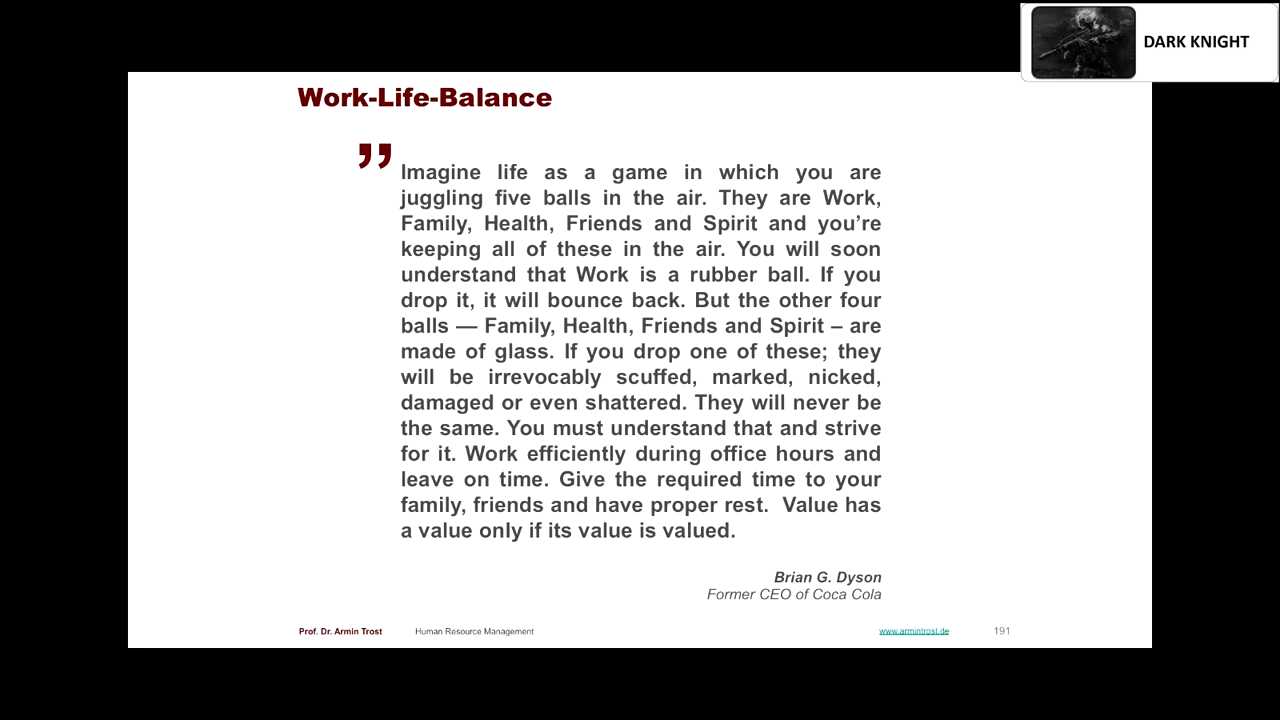 DARK KNIGHT
Work-Life-Balance
” Imagine life as a game in which you are
juggling five balls in the air. They are Work,
Family, Health, Friends and Spirit and you’re
keeping all of these in the air. You will soon
understand that Work is a rubber ball. If you
drop it, it will bounce back. But the other four
balls — Family, Health, Friends and Spirit – are
made of glass. If you drop one of these; they
will be irrevocably scuffed, marked, nicked,
damaged or even shattered. They will never be
the same. You must understand that and strive
for it. Work efficiently during office hours and
leave on time. Give the required time to your
family, friends and have proper rest.  Value has
a value only if its value is valued.
Brian G. Dyson
Former CEO of Coca Cola
Prof. Dr. Armin Trost Human Resource Management www.armintrost.de 191